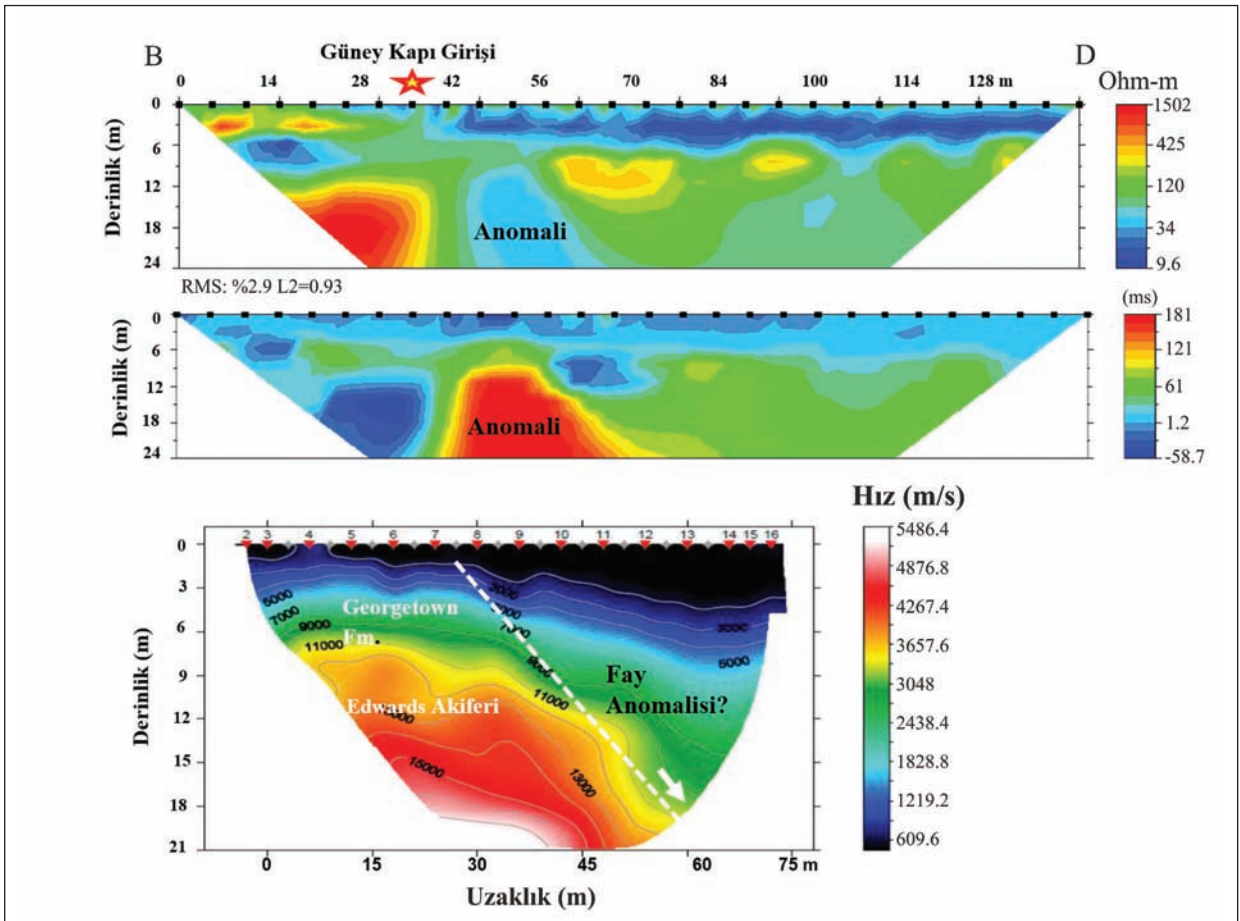 B
Güney Kapı Girişi
D
0 14 28 42 56 70 84 100 114 128 m
Ohm-m
Derinlik (m)
0
6
12
18
24
1502
425
120
34
9.6
Anomali
RMS: %2.9 L2=0.93
(ms)
Derinlik (m)
0
6
12
18
24
181
121
61
1.2
-58.7
Anomali
Hız (m/s)
2 3 4 5 6 7 8 9 10 11 12 13 14 15 16
Derinlik (m)
0
3
6
9
12
15
18
21
5000
7000
9000
11000
Georgetown
Fm.
Edwards Akiferi
15000
3000
7000
9000
11000
13000
3000
5000
Fay
Anomalisi?
5486.4
4876.8
4267.4
3657.6
3048
2438.4
1828.8
1219.2
609.6
0 15 30 45 60 75 m
Uzaklık (m)